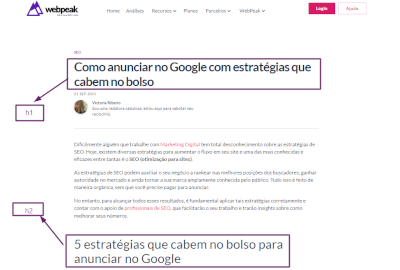 webpeak
Home Análises Recursos Planos Parceiros WebPeak Login Ajuda
SEO
Como anunciar no Google com estratégias que
cabem no bolso
21 SEP 2021
Victoria Ribeiro
Sou uma redatora
h1
Dificilmente alguém que trabalhe com Marketing Digital tem total desconhecimento sobre as estratégias de
SEO. Hoje, existem diversas estratégias para aumentar o fluxo em seu site e uma das mais conhecidas e
eficazes entre tantas é o SEO (otimização para sites).
As estratégias de SEO podem auxiliar o seu negócio a rankear nas melhores posições dos buscadores, ganhar
autoridade no mercado e ainda tornar a sua marca amplamente conhecida pelo público. Tudo isso é feito de
maneira orgânica, sem que você precise pagar para anunciar.
No entanto, para alcançar todos esses resultados, é fundamental aplicar tais estratégias corretamente e
contar com o apoio de profissionais de SEO, que facilitarão o seu trabalho e trarão insights sobre como
melhorar seus números.
h2
5 estratégias que cabem no bolso para
anunciar no Google